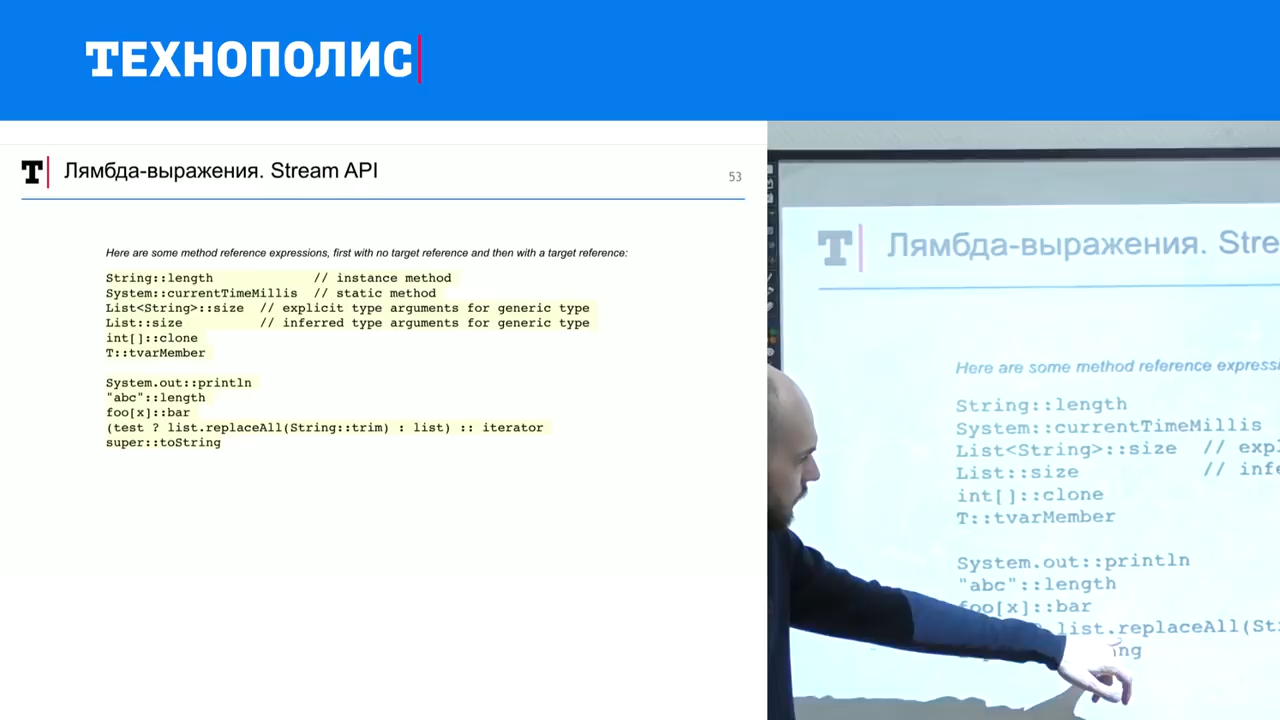 ТЕХНОПОЛИС
T Лямбда-выражения. Stream API
53
Here are some method reference expressions, first with no target reference and then with a target reference:
String::length // instance method
System::currentTimeMillis // static method
List<String>::size // explicit type arguments for generic type
List::size // inferred type arguments for generic type
int[]::clone
T::tvarMember
System.out::println
"abc"::length
foo[x]::bar
(test ? list.replaceAll(String::trim) : list) :: iterator
super::toString
T Лямбда-выражения. Stre
Here are some method reference express
String::length
System::currentTimeMillis
List<String>::size // exp
List::size // infe
int[]::clone
T::tvarMember
System.out::println
"abc"::length
foo[x]::bar
list.replaceAll(St
ng